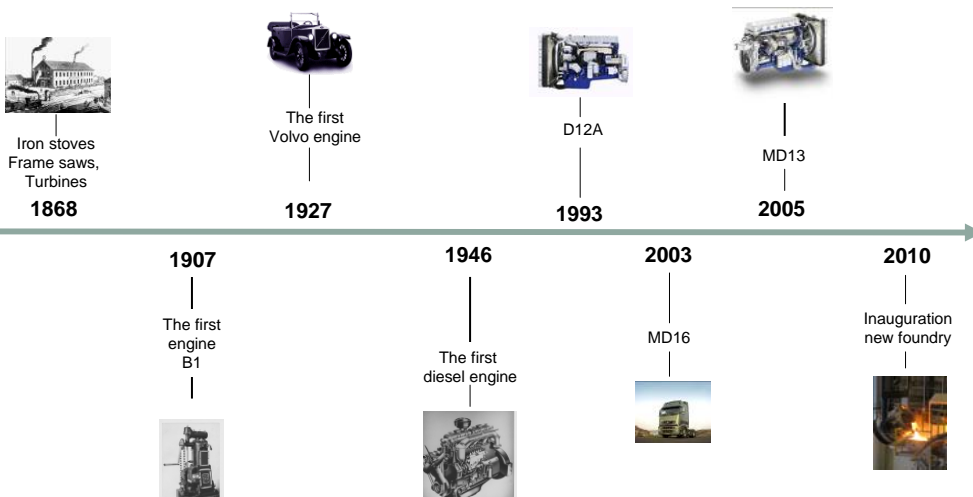 Iron stoves
Frame saws,
Turbines
1868
The first
Volvo engine
1927
D12A
1993
MD13
2005
1907
The first
engine
B1
1946
The first
diesel engine
2003
MD16
2010
Inauguration
new foundry